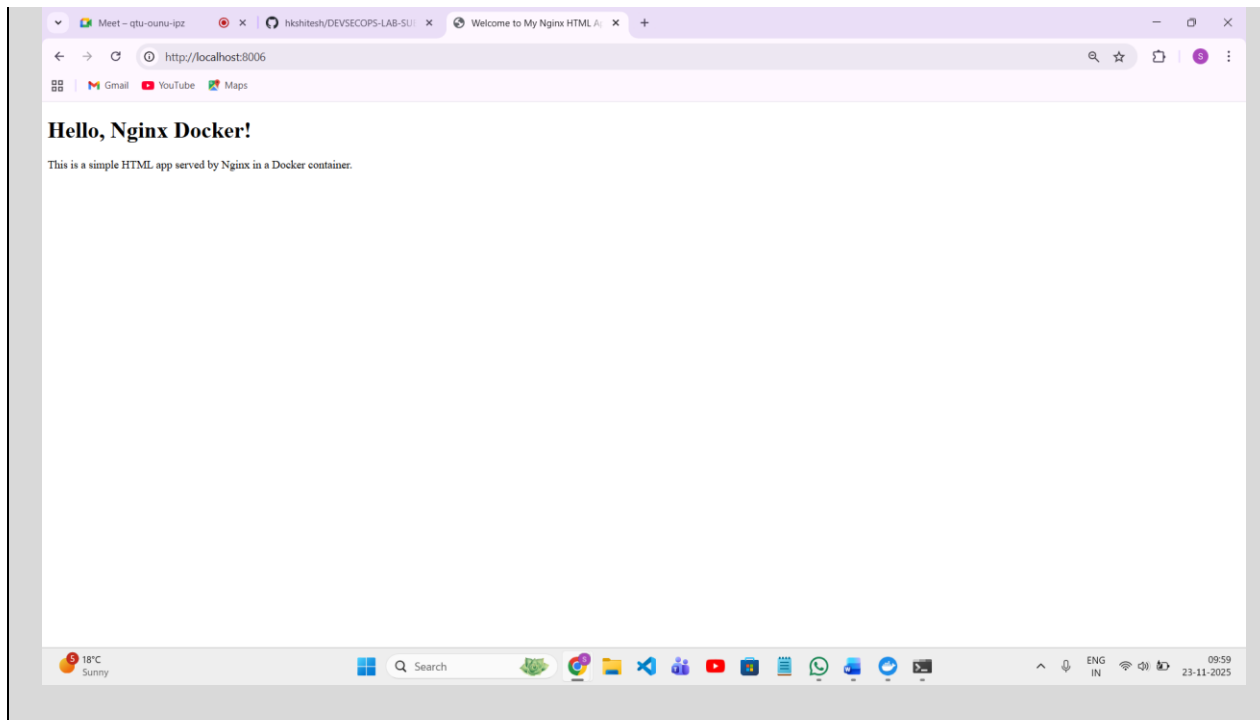 Meet – qtu-ounu-ipz hkshitesh/DEVSECOPS-LAB-SU Welcome to My Nginx HTML A
http://localhost:8006 S
Gmail YouTube Maps
Hello, Nginx Docker!
This is a simple HTML app served by Nginx in a Docker container.
5 18°C Search ENG 09:59
Sunny IN 23-11-2025